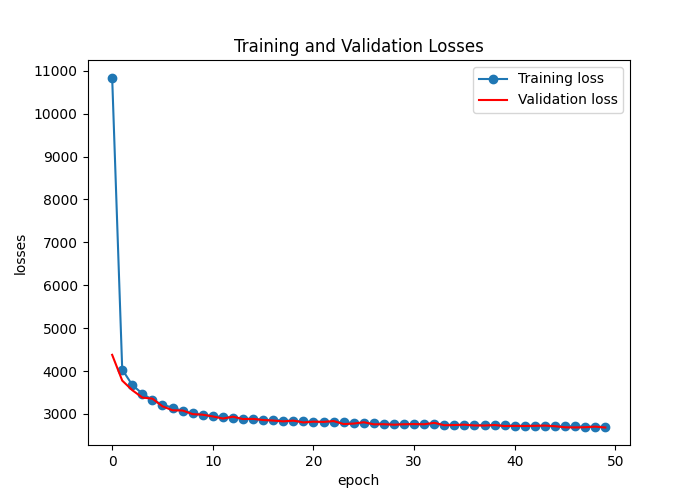 Training and Validation Losses
Training loss
Validation loss
11000
10000
9000
8000
7000
6000
5000
4000
3000
losses
0 10 20 30 40 50
epoch